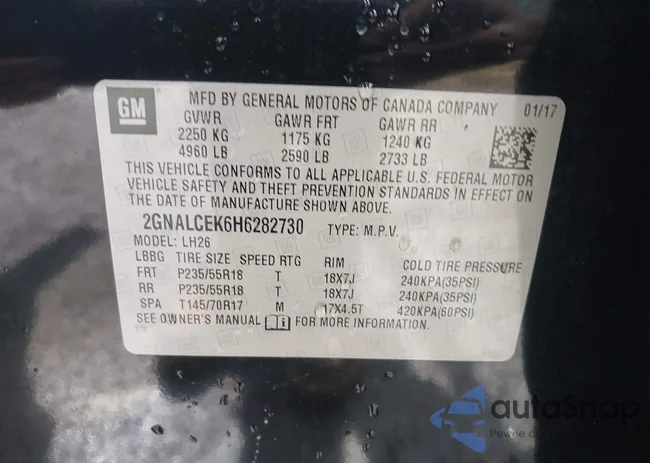 GM
MFD BY GENERAL MOTORS OF CANADA COMPANY 01/17
GVWR GAWR FRT GAWR RR
2250 KG 1175 KG 1240 KG
4960 LB 2590 LB 2733 LB
THIS VEHICLE CONFORMS TO ALL APPLICABLE U.S. FEDERAL MOTOR
VEHICLE SAFETY AND THEFT PREVENTION STANDARDS IN EFFECT ON
THE DATE OF MANUFACTURE SHOWN ABOVE.
2GNALCEK6H6282730 TYPE: M.P.V.
MODEL: LH26
LBBG TIRE SIZE SPEED RTG RIM COLD TIRE PRESSURE
FRT P235/55R18 T 18X7J 240KPA(35PSI)
RR P235/55R18 T 18X7J 240KPA(35PSI)
SPA T145/70R17 M 17X4.5T 420KPA(60PSI)
SEE OWNER'S MANUAL FOR MORE INFORMATION.
autoSnap
Pewne